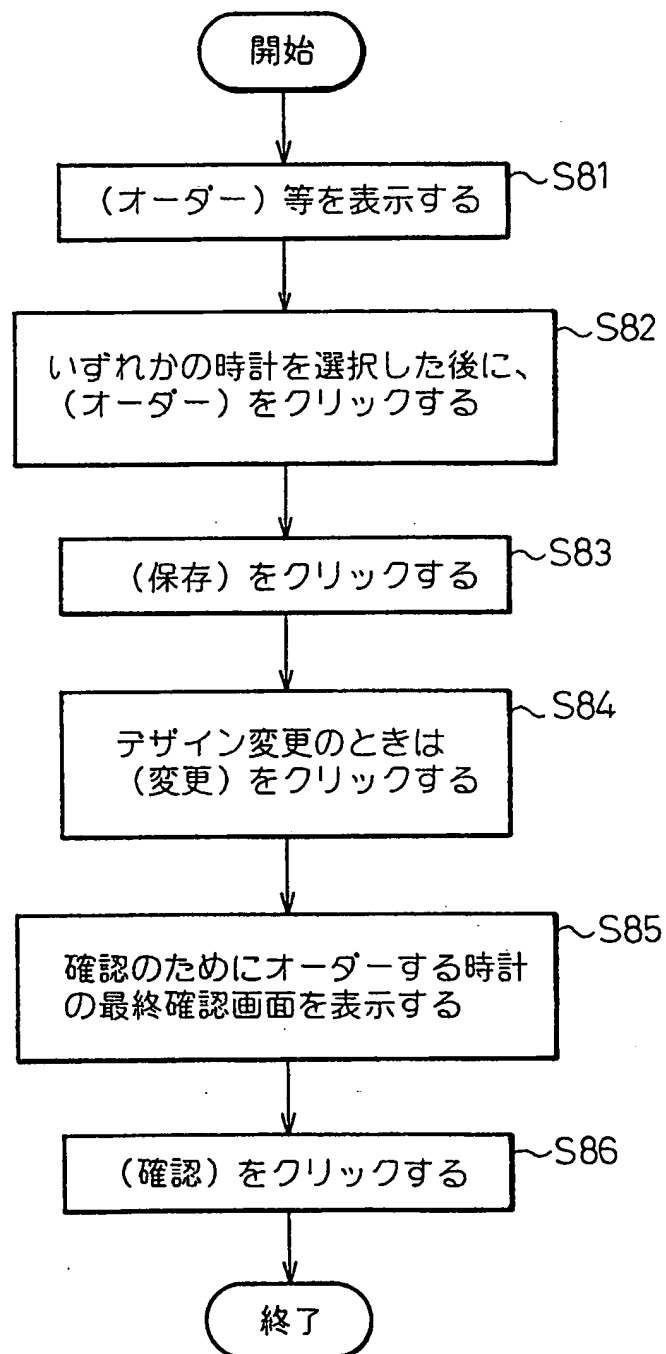 開始
(オーダー)等を表示する
S81
いずれかの時計を選択した後に、
(オーダー)をクリックする
S82
(保存)をクリックする
S83
デザイン変更のときは
(変更)をクリックする
S84
確認のためにオーダーする時計
の最終確認画面を表示する
S85
(確認)をクリックする
S86
終了